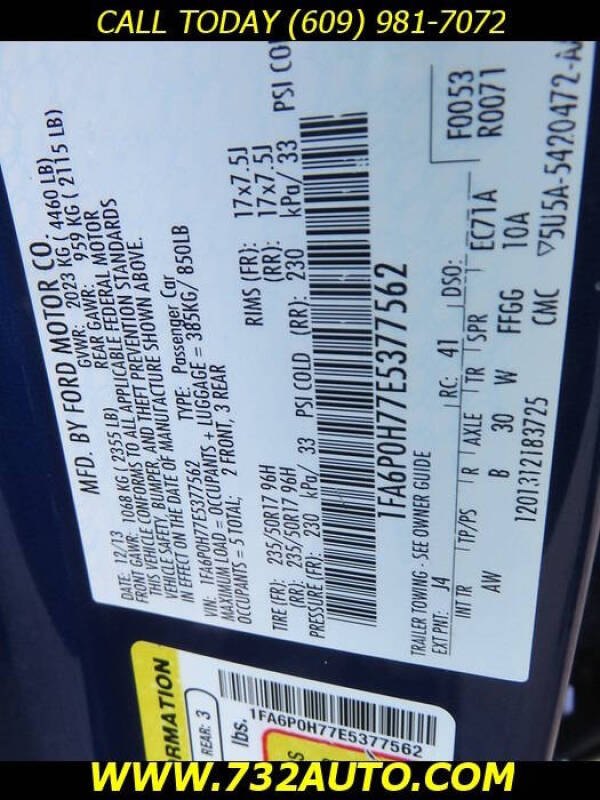 CALL TODAY (609) 981-7072
MFD. BY FORD MOTOR CO.
DATE: 12/13 GVWR: 2023 KG ( 4460 LB)
FRONT GAWR: 1068 KG ( 2355 LB) REAR GAWR: 959 KG ( 2115 LB)
THIS VEHICLE CONFORMS TO ALL APPLICABLE FEDERAL MOTOR
VEHICLE SAFETY, BUMPER, AND THEFT PREVENTION STANDARDS
IN EFFECT ON THE DATE OF MANUFACTURE SHOWN ABOVE.
VIN: 1FA6P0H77E5377562 TYPE: Passenger Car
MAXIMUM LOAD = OCCUPANTS + LUGGAGE = 385KG/ 850LB
OCCUPANTS = 5 TOTAL; 2 FRONT, 3 REAR
TIRE (FR): 235/50R17 96H RIMS (FR): 17x7.5J
(RR): 235/50R17 96H (RR): 17x7.5J
PRESSURE (FR): 230 kPa/ 33 PSI COLD (RR): 230 kPa/ 33 PSI CO
1FA6P0H77E5377562
TRAILER TOWING - SEE OWNER GUIDE
F0053
R0071
EXT PNT: J4 RC: 41 DSO:
INT TR TP/PS R AXLE TR SPR EC71A
AW B 30 W FFGG 10A
1201312183725 CMC ▽5U5A-5420472-A
ORMATION
REAR: 3
lbs.
1FA6P0H77E5377562
WWW.732AUTO.COM